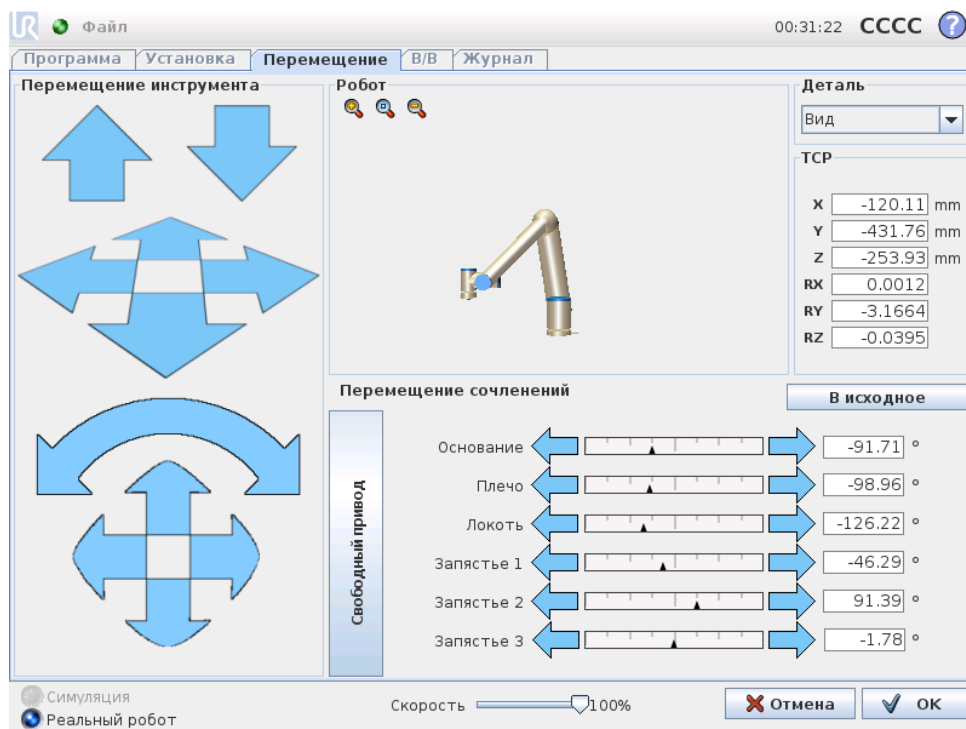 UR Файл 00:31:22 CCCC ?
Программа Установка Перемещение В/В Журнал
Перемещение инструмента
Робот
Деталь
Вид
TCP
X -120.11 mm
Y -431.76 mm
Z -253.93 mm
RX 0.0012
RY -3.1664
RZ -0.0395
Перемещение сочленений
В исходное
Свободный привод
Основание -91.71 °
Плечо -98.96 °
Локоть -126.22 °
Запястье 1 -46.29 °
Запястье 2 91.39 °
Запястье 3 -1.78 °
Симуляция
Реальный робот
Скорость 100%
Отмена
OK